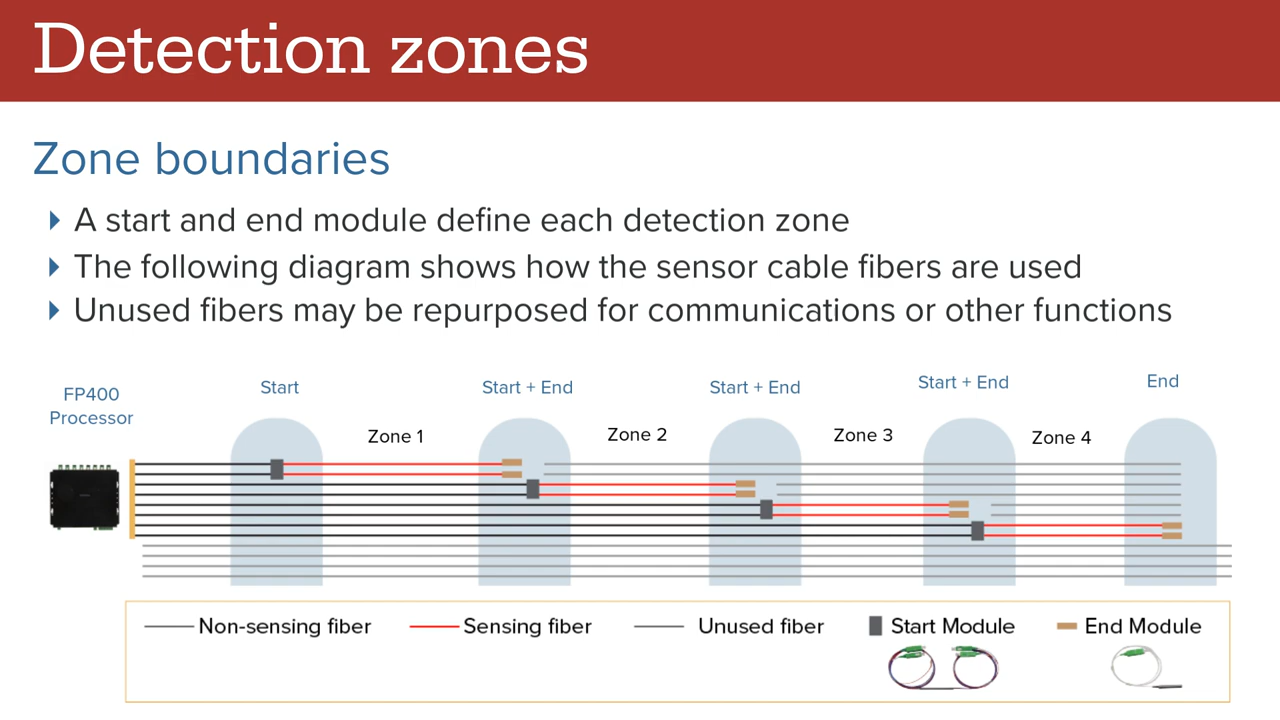 Detection zones
Zone boundaries
A start and end module define each detection zone
The following diagram shows how the sensor cable fibers are used
Unused fibers may be repurposed for communications or other functions
FP400
Processor
Start
Start + End
Start + End
Start + End
End
Zone 1
Zone 2
Zone 3
Zone 4
Non-sensing fiber
Sensing fiber
Unused fiber
Start Module
End Module